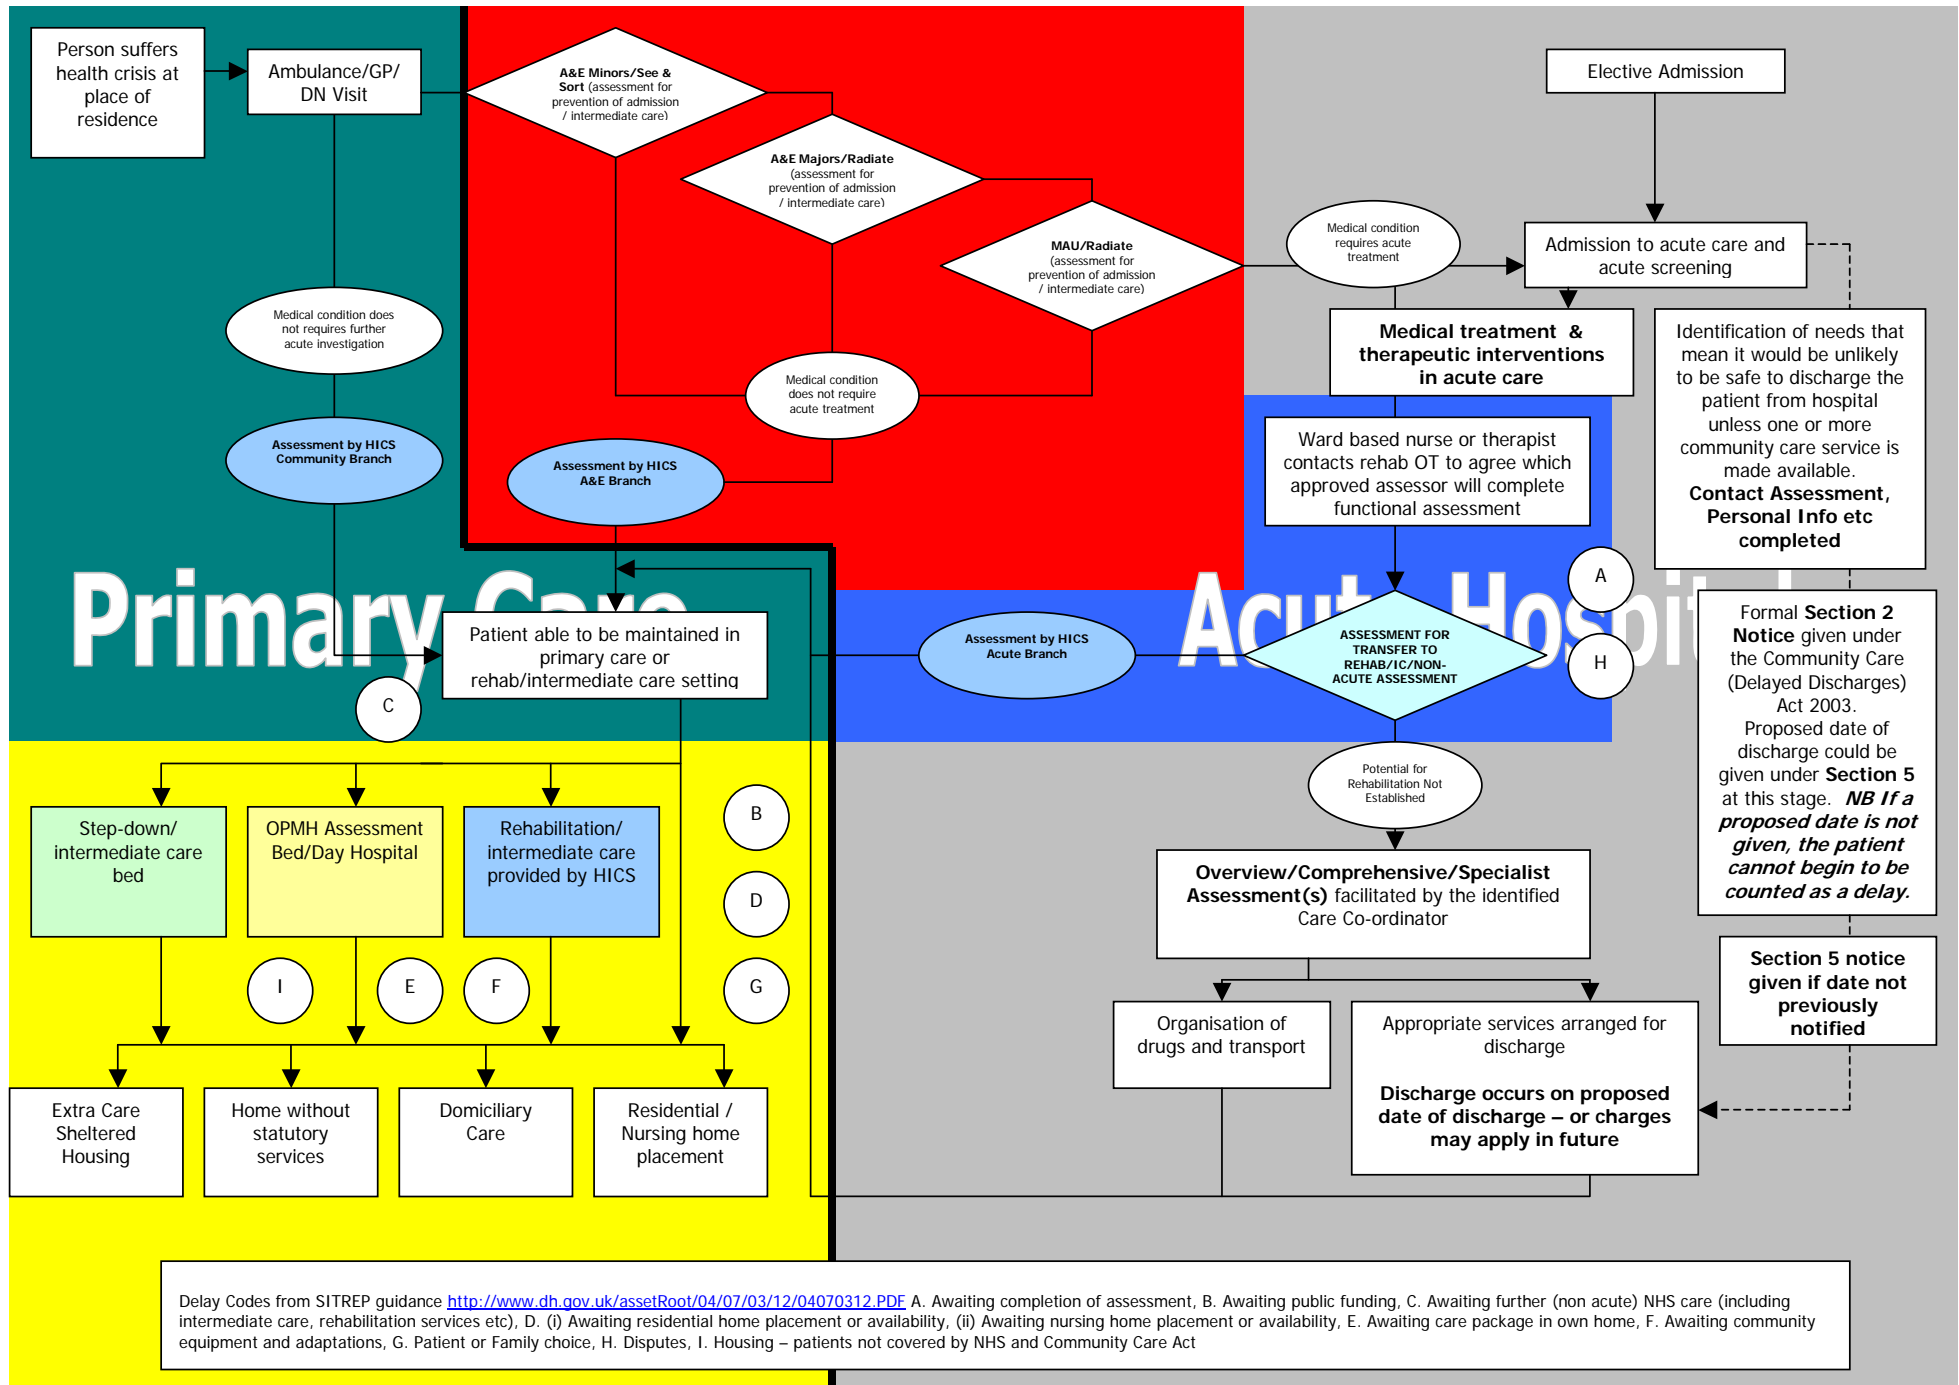 Person suffers
health crisis at
place of
residence
Ambulance/GP/
DN Visit
A&E Minors/See &
Sort (assessment for
prevention of admission
/ intermediate care)
A&E Majors/Radiate
(assessment for
prevention of admission
/ intermediate care)
MAU/Radiate
(assessment for
prevention of admission
/ intermediate care)
Elective Admission
Medical condition
requires acute
treatment
Admission to acute care and
acute screening
Medical condition does
not requires further
acute investigation
Medical condition
does not require
acute treatment
Medical treatment &
therapeutic interventions
in acute care
Identification of needs that
mean it would be unlikely
to be safe to discharge the
patient from hospital
unless one or more
community care service is
made available.
Contact Assessment,
Personal Info etc
completed
Assessment by HICS
Community Branch
Assessment by HICS
A&E Branch
Ward based nurse or therapist
contacts rehab OT to agree which
approved assessor will complete
functional assessment
Primary Care
Acute Hospital
A
H
Patient able to be maintained in
primary care or
rehab/intermediate care setting
C
Assessment by HICS
Acute Branch
ASSESSMENT FOR
TRANSFER TO
REHAB/IC/NON-
ACUTE ASSESSMENT
Formal Section 2
Notice given under
the Community Care
(Delayed Discharges)
Act 2003.
Proposed date of
discharge could be
given under Section 5
at this stage. NB If a
proposed date is not
given, the patient
cannot begin to be
counted as a delay.
Potential for
Rehabilitation Not
Established
Step-down/
intermediate care
bed
OPMH Assessment
Bed/Day Hospital
Rehabilitation/
intermediate care
provided by HICS
B
D
G
Overview/Comprehensive/Specialist
Assessment(s) facilitated by the identified
Care Co-ordinator
I
E
F
Section 5 notice
given if date not
previously
notified
Organisation of
drugs and transport
Appropriate services arranged for
discharge
Discharge occurs on proposed
date of discharge – or charges
may apply in future
Extra Care
Sheltered
Housing
Home without
statutory
services
Domiciliary
Care
Residential /
Nursing home
placement
Delay Codes from SITREP guidance http://www.dh.gov.uk/assetRoot/04/07/03/12/04070312.PDF A. Awaiting completion of assessment, B. Awaiting public funding, C. Awaiting further (non acute) NHS care (including
intermediate care, rehabilitation services etc), D. (i) Awaiting residential home placement or availability, (ii) Awaiting nursing home placement or availability, E. Awaiting care package in own home, F. Awaiting community
equipment and adaptations, G. Patient or Family choice, H. Disputes, I. Housing – patients not covered by NHS and Community Care Act